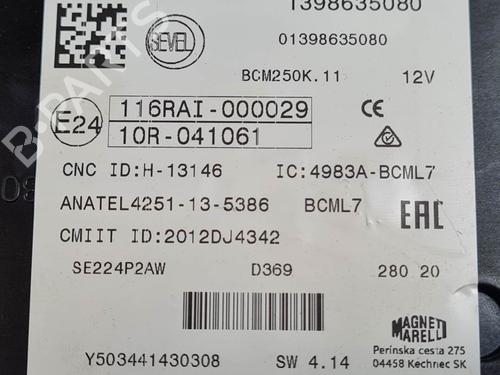 1398635080
SEVEL
01398635080
BCM250K.11 12V
E24
116RAI-000029
10R-041061
CE
CNC ID:H-13146 IC:4983A-BCML7
ANATEL4251-13-5386 BCML7
EAC
CMIIT ID:2012DJ4342
SE224P2AW D369 280 20
MAGNETI
MARELLI
Perínska cesta 275
04458 Kechnec SK
Y503441430308 SW 4.14
B-PARTS